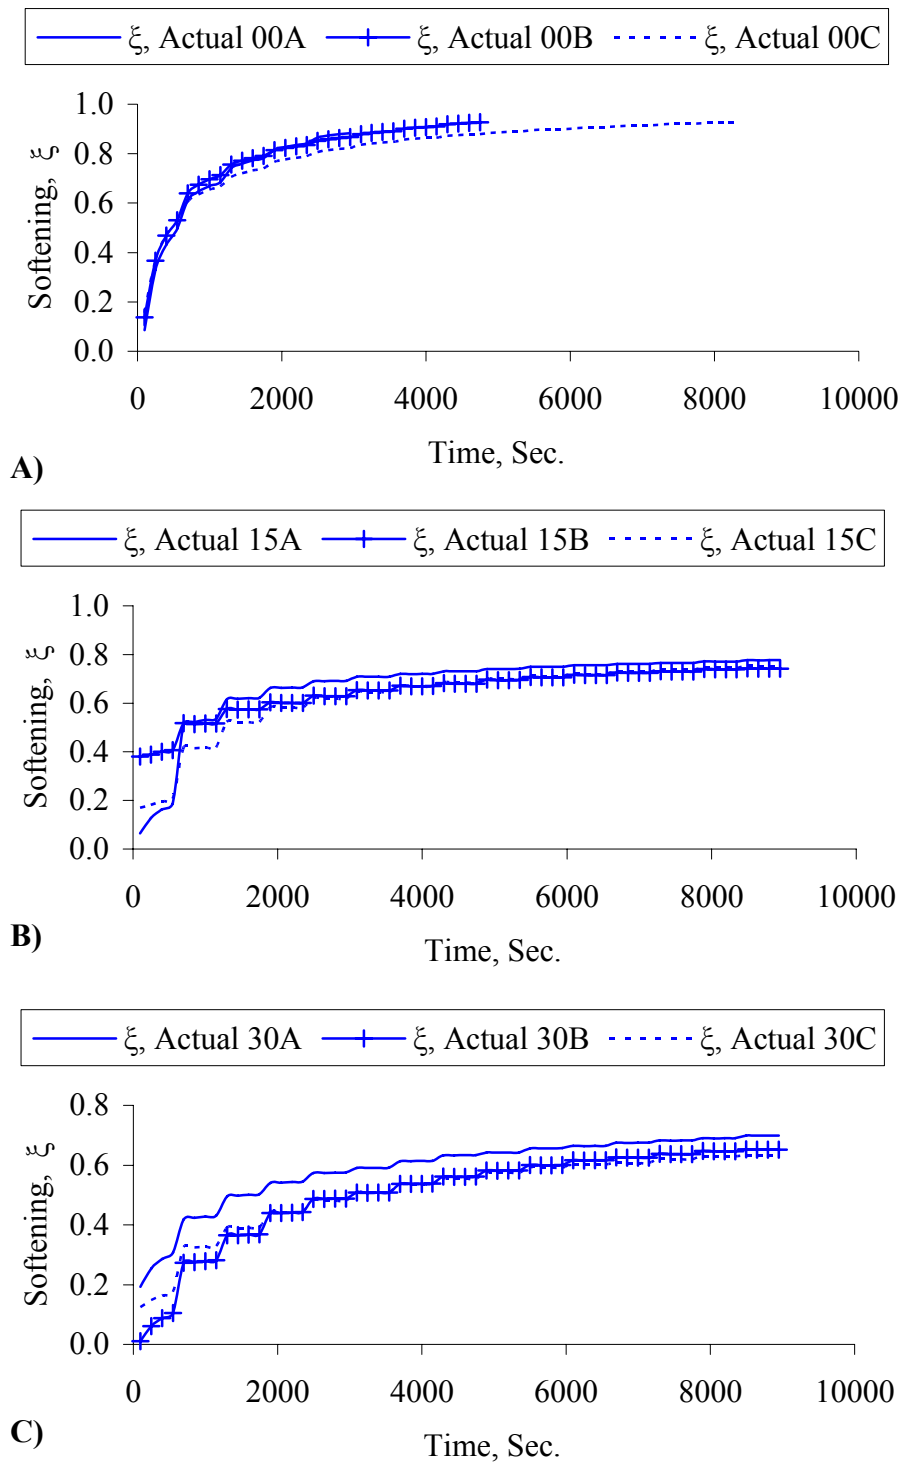 ξ, Actual 00A ξ, Actual 00B ξ, Actual 00C
1.0
0.8
0.6
0.4
0.2
0.0
Softening, ξ
0 2000 4000 6000 8000 10000
Time, Sec.
A)
ξ, Actual 15A ξ, Actual 15B ξ, Actual 15C
1.0
0.8
0.6
0.4
0.2
0.0
Softening, ξ
0 2000 4000 6000 8000 10000
Time, Sec.
B)
ξ, Actual 30A ξ, Actual 30B ξ, Actual 30C
0.8
0.6
0.4
0.2
0.0
Softening, ξ
0 2000 4000 6000 8000 10000
Time, Sec.
C)